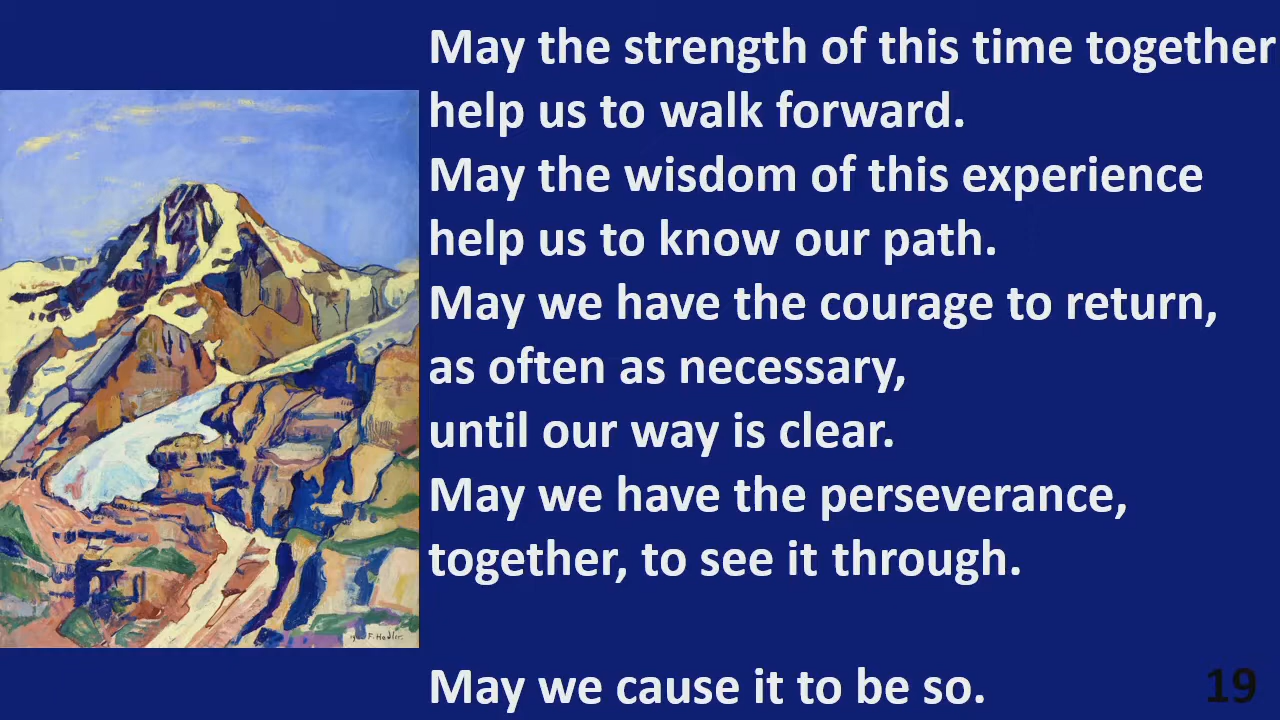 May the strength of this time together
help us to walk forward.
May the wisdom of this experience
help us to know our path.
May we have the courage to return,
as often as necessary,
until our way is clear.
May we have the perseverance,
together, to see it through.
May we cause it to be so.
19
F. Hodler.